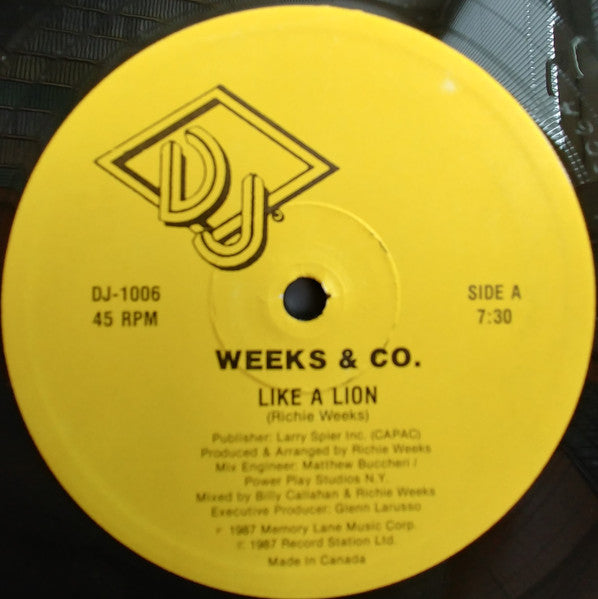 DJ
DJ-1006
45 RPM
SIDE A
7:30
WEEKS & CO.
LIKE A LION
(Richie Weeks)
Publisher: Larry Spier Inc. (CAPAC)
Produced & Arranged by Richie Weeks
Mix Engineer: Matthew Buccheri /
Power Play Studios N.Y.
Mixed by Billy Callahan & Richie Weeks
Executive Producer: Glenn Larusso
℗ 1987 Memory Lane Music Corp.
© 1987 Record Station Ltd.
Made In Canada